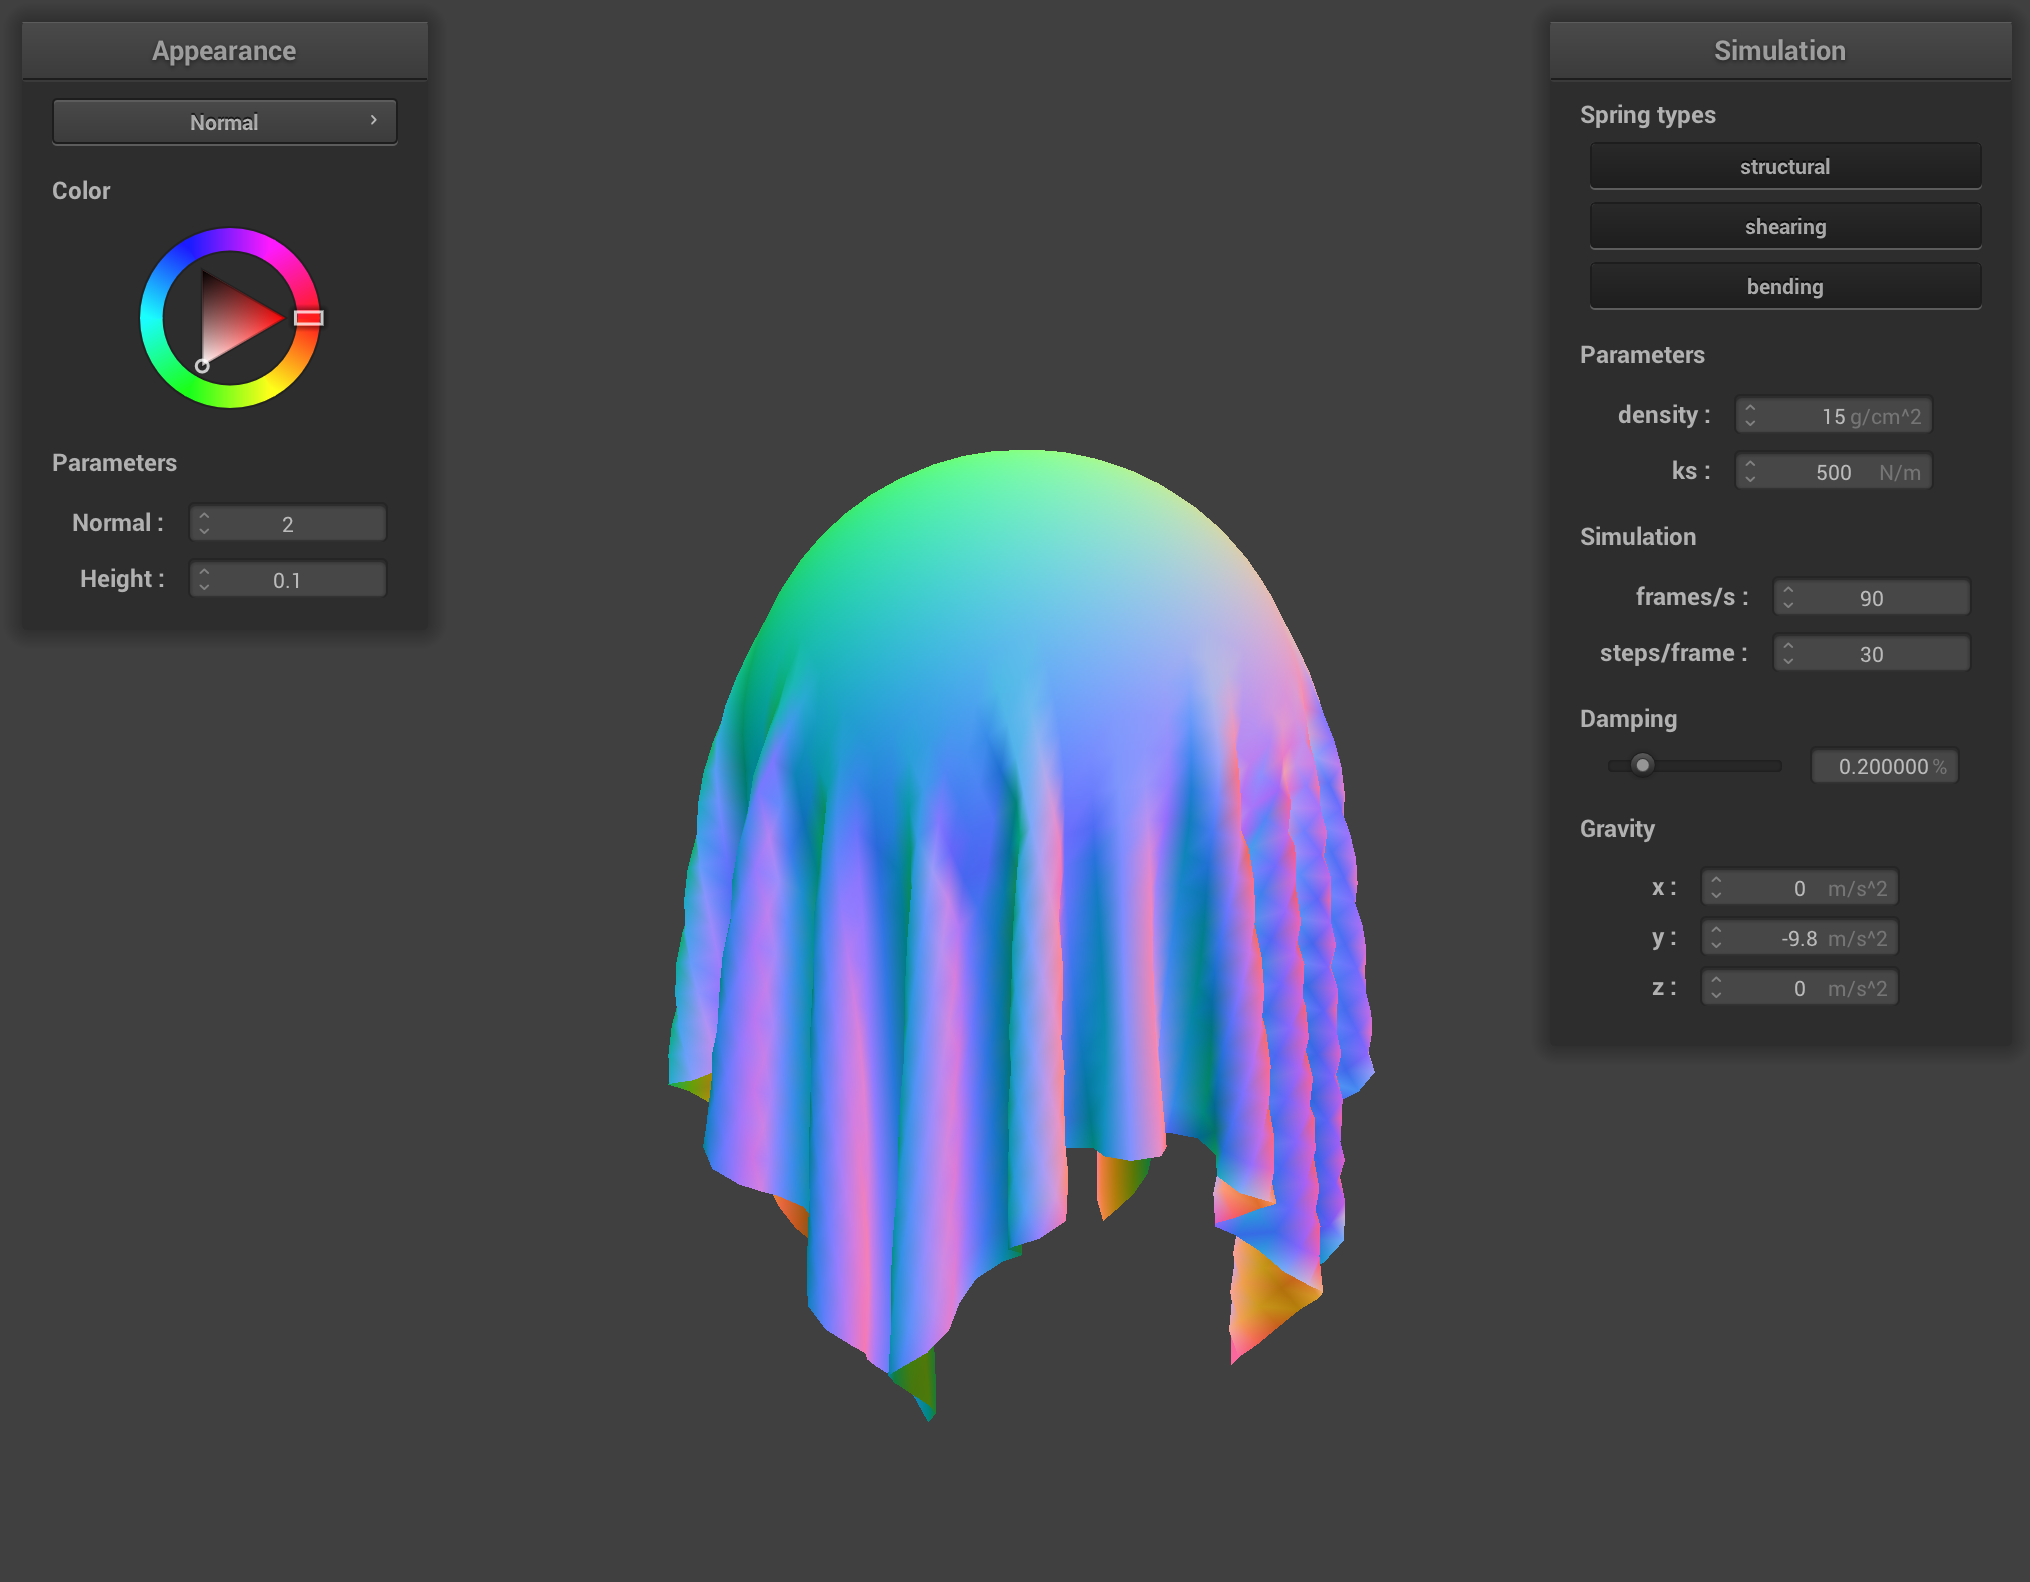 Appearance
Normal
Color
Parameters
Normal : 2
Height : 0.1
Simulation
Spring types
structural
shearing
bending
Parameters
density : 15 g/cm^2
ks : 500 N/m
Simulation
frames/s : 90
steps/frame : 30
Damping
0.200000 %
Gravity
x : 0 m/s^2
y : -9.8 m/s^2
z : 0 m/s^2